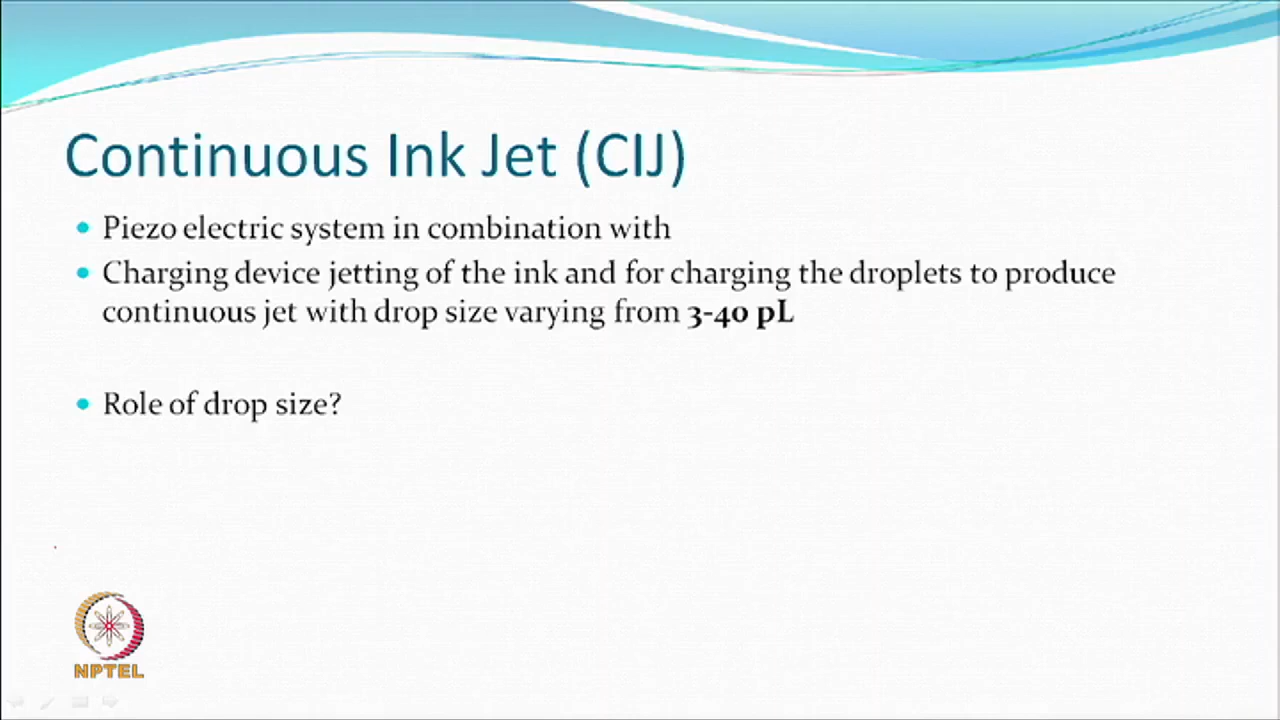 Continuous Ink Jet (CIJ)
Piezo electric system in combination with
Charging device jetting of the ink and for charging the droplets to produce
continuous jet with drop size varying from 3-40 pL
Role of drop size?
NPTEL